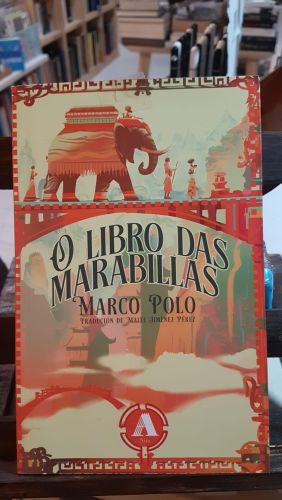 O LIBRO DAS
MARABILLAS
MARCO POLO
TRADUCIÓN DE MAITE JIMÉNEZ PÉREZ
A